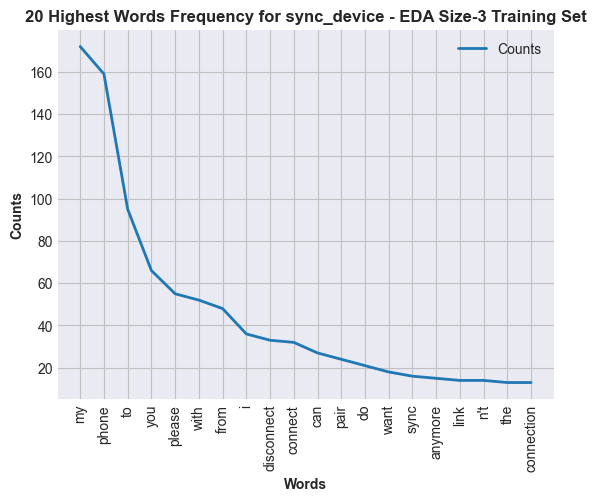 20 Highest Words Frequency for sync_device - EDA Size-3 Training Set
Counts
160
140
120
100
80
60
40
20
Counts
my
phone
to
you
please
with
from
i
disconnect
connect
can
pair
do
want
sync
anymore
link
n't
the
connection
Words